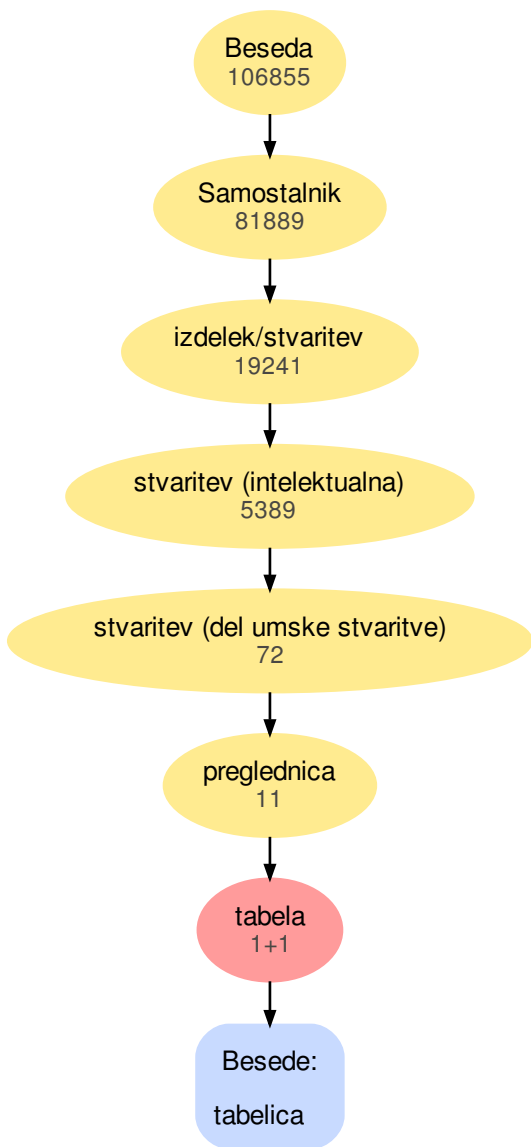 Beseda
106855
Samostalnik
81889
izdelek/stvaritev
19241
stvaritev (intelektualna)
5389
stvaritev (del umske stvaritve)
72
preglednica
11
tabela
1+1
Besede:
tabelica